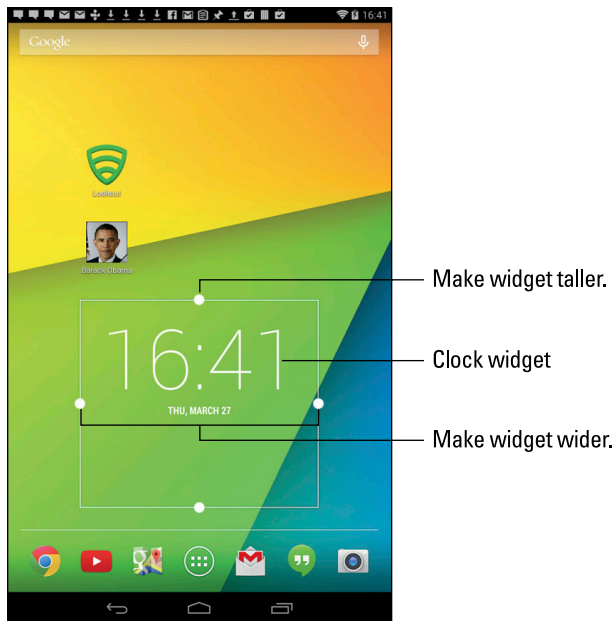 16:41
Google
Lookout
Barack Obama
Make widget taller.
16:41
Clock widget
THU, MARCH 27
Make widget wider.